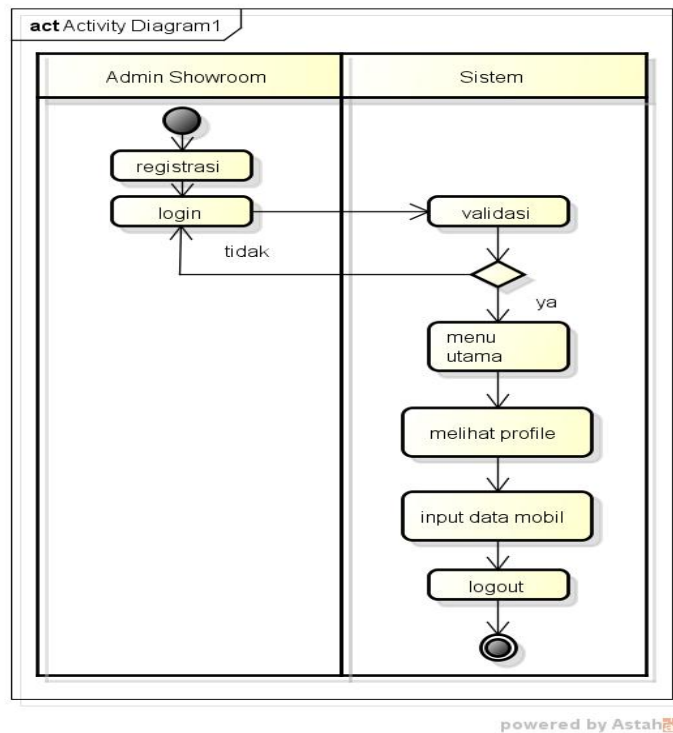 act Activity Diagram1
Admin Showroom
Sistem
registrasi
login
validasi
tidak
ya
menu
utama
melihat profile
input data mobil
logout
powered by Astah